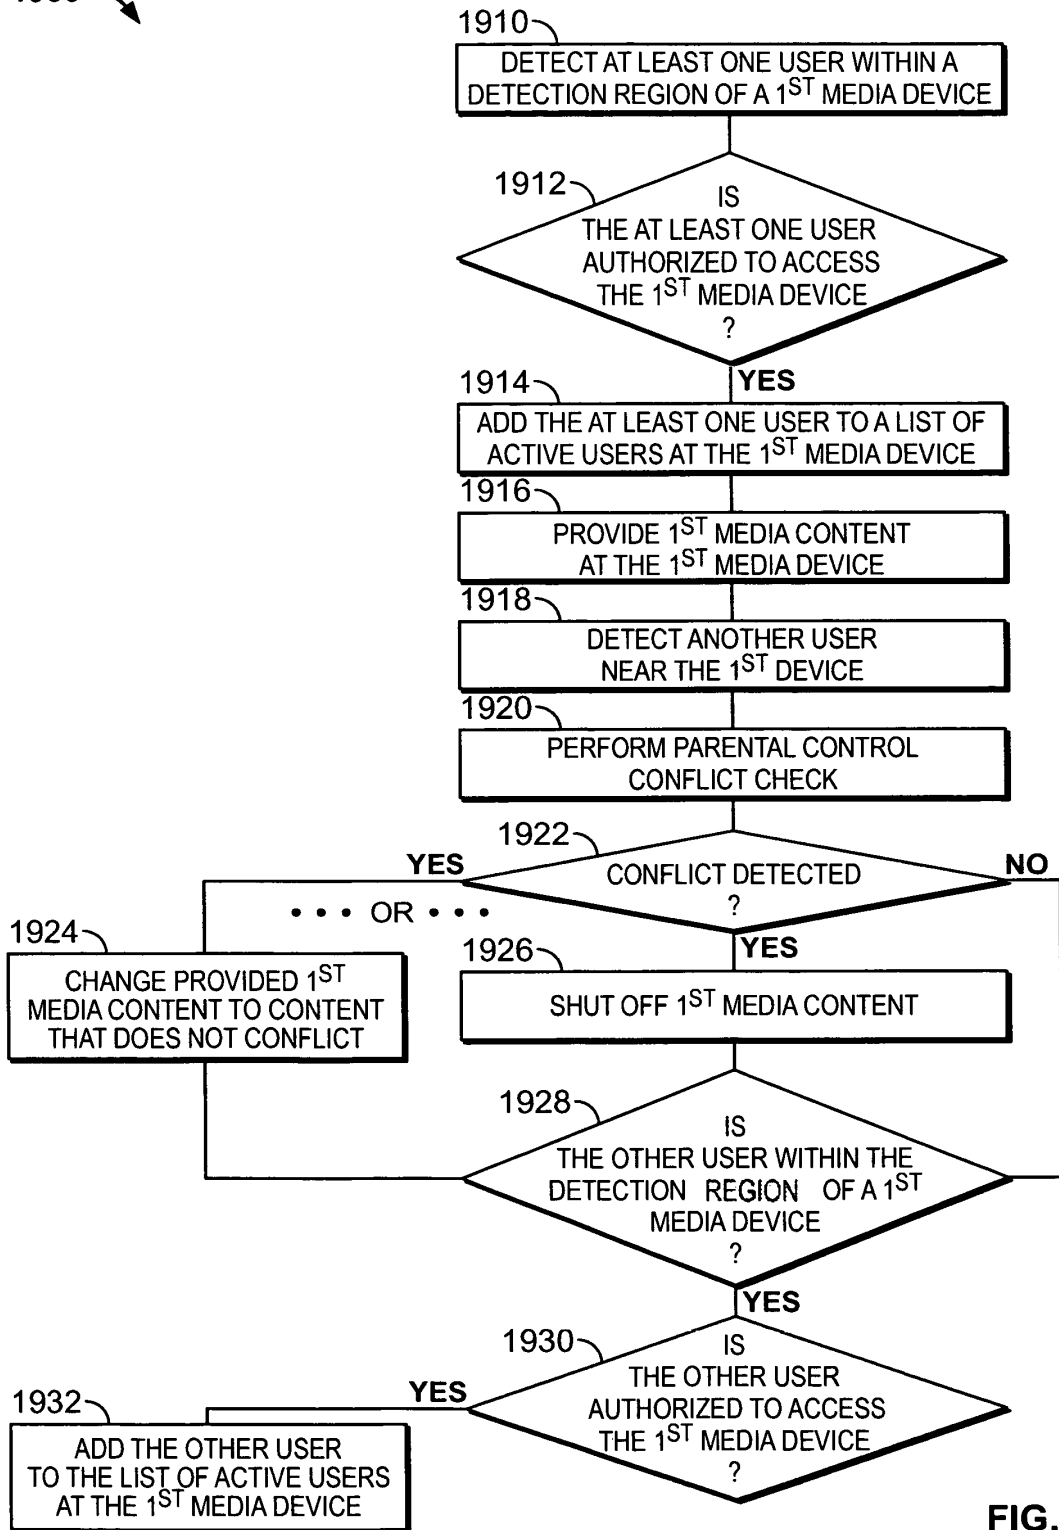 1910
DETECT AT LEAST ONE USER WITHIN A
DETECTION REGION OF A 1ST MEDIA DEVICE
1912
IS
THE AT LEAST ONE USER
AUTHORIZED TO ACCESS
THE 1ST MEDIA DEVICE
?
YES
1914
ADD THE AT LEAST ONE USER TO A LIST OF
ACTIVE USERS AT THE 1ST MEDIA DEVICE
1916
PROVIDE 1ST MEDIA CONTENT
AT THE 1ST MEDIA DEVICE
1918
DETECT ANOTHER USER
NEAR THE 1ST DEVICE
1920
PERFORM PARENTAL CONTROL
CONFLICT CHECK
1922
YES
CONFLICT DETECTED
?
NO
• • • OR • • •
YES
1924
CHANGE PROVIDED 1ST
MEDIA CONTENT TO CONTENT
THAT DOES NOT CONFLICT
1926
SHUT OFF 1ST MEDIA CONTENT
1928
IS
THE OTHER USER WITHIN THE
DETECTION REGION OF A 1ST
MEDIA DEVICE
?
YES
1930
IS
THE OTHER USER
AUTHORIZED TO ACCESS
THE 1ST MEDIA DEVICE
?
YES
1932
ADD THE OTHER USER
TO THE LIST OF ACTIVE USERS
AT THE 1ST MEDIA DEVICE
FIG.